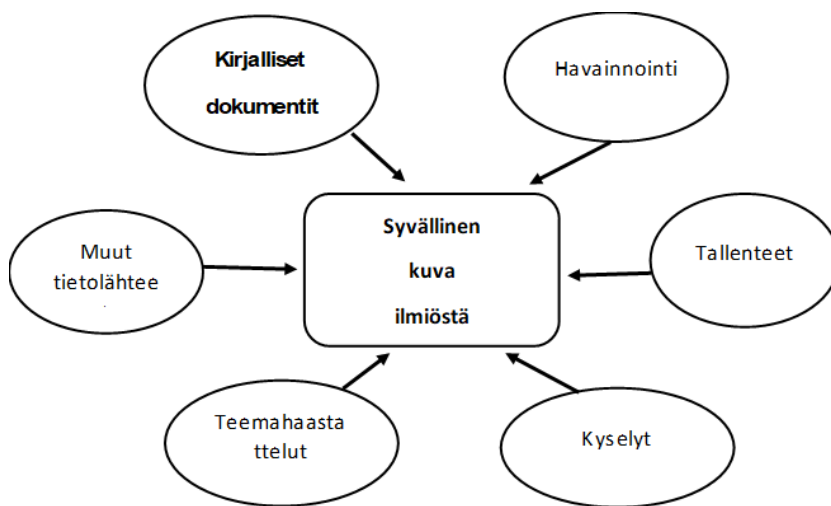 Kirjalliset
dokumentit
Havainnointi
Syvällinen
kuva
ilmiöstä
Muut
tietolähtee
Tallenteet
Teemahaasta
ttelut
Kyselyt